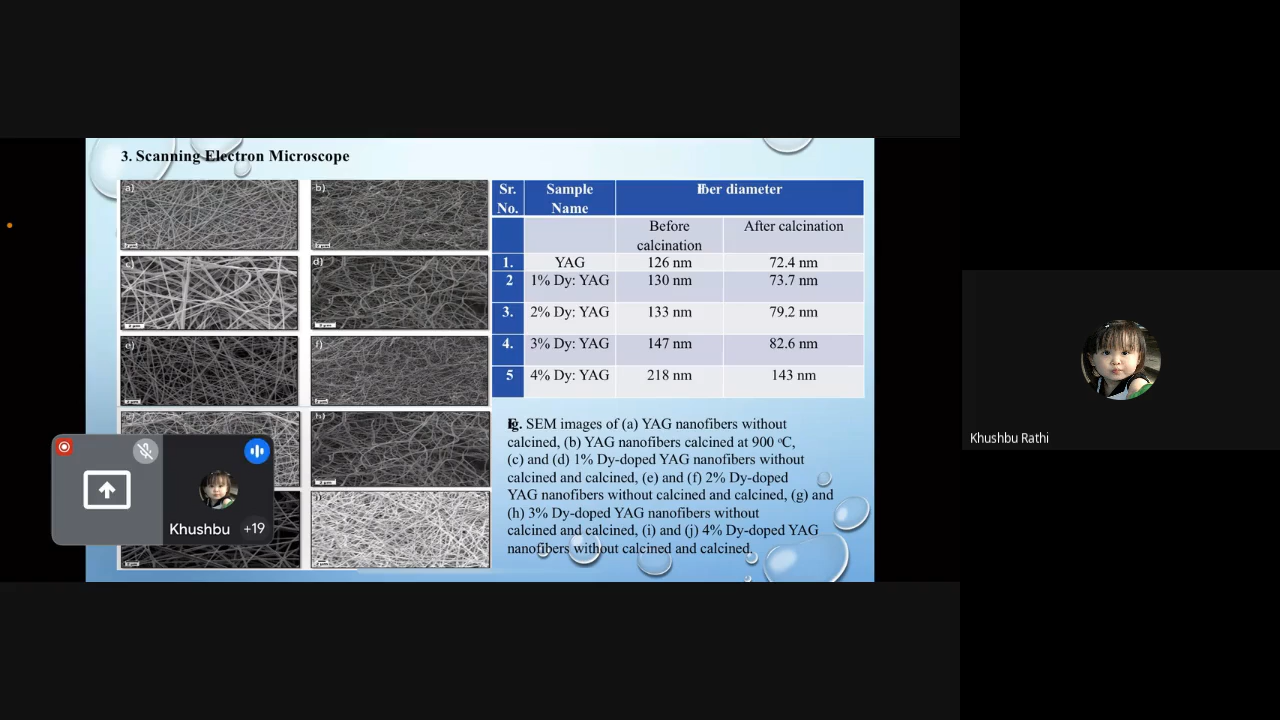 3. Scanning Electron Microscope
a)
b)
c)
d)
e)
f)
h)
Sr. No. Sample Name Fiber diameter
Before calcination After calcination
1. YAG 126 nm 72.4 nm
2 1% Dy: YAG 130 nm 73.7 nm
3. 2% Dy: YAG 133 nm 79.2 nm
4. 3% Dy: YAG 147 nm 82.6 nm
5 4% Dy: YAG 218 nm 143 nm
Fig. SEM images of (a) YAG nanofibers without
calcined, (b) YAG nanofibers calcined at 900 °C,
(c) and (d) 1% Dy-doped YAG nanofibers without
calcined and calcined, (e) and (f) 2% Dy-doped
YAG nanofibers without calcined and calcined, (g) and
(h) 3% Dy-doped YAG nanofibers without
calcined and calcined, (i) and (j) 4% Dy-doped YAG
nanofibers without calcined and calcined.
Khushbu +19
Khushbu Rathi